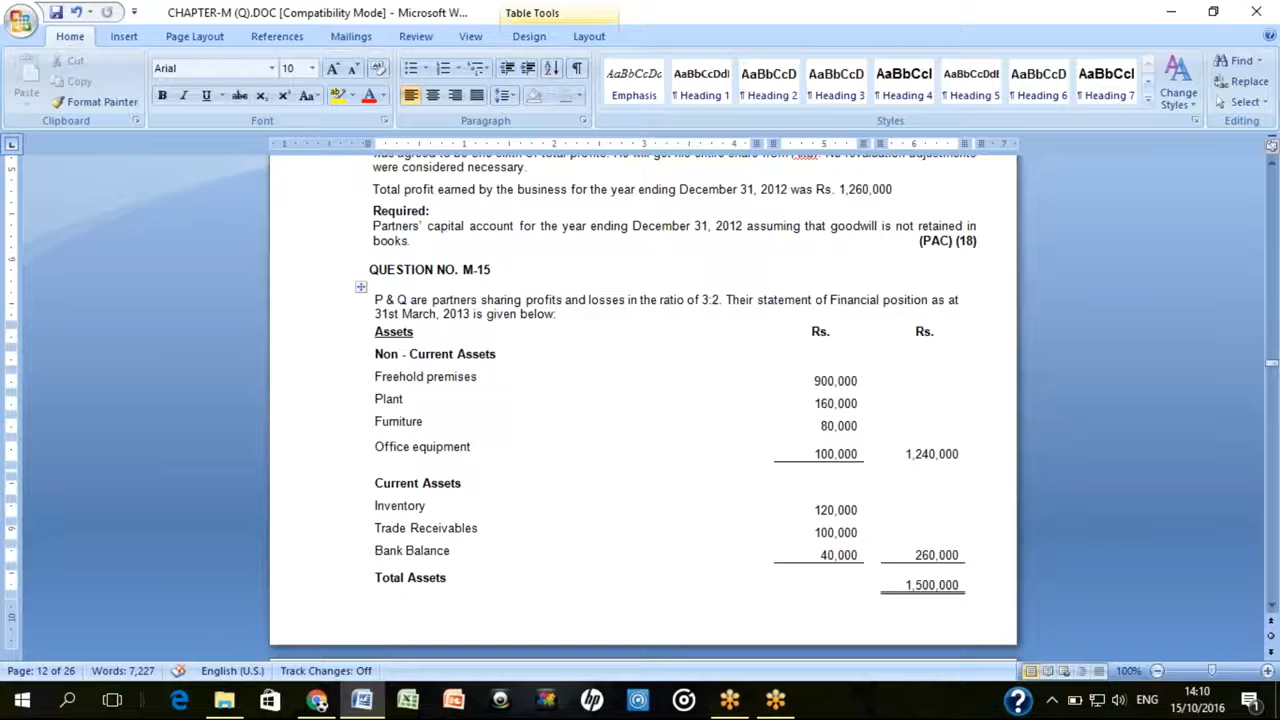 CHAPTER-M (Q).DOC [Compatibility Mode] - Microsoft W...
Table Tools
Home Insert Page Layout References Mailings Review View Design Layout
Cut
Copy
Format Painter
Paste
Clipboard
Arial 10
B I U abe x₂ x² Aa ab A
Font
Paragraph
AaBbCcDc AaBbCcDdI AaBbCcD AaBbCcD AaBbCcI AaBbCcDdE AaBbCcD AaBbCcI
Emphasis ¶ Heading 1 ¶ Heading 2 ¶ Heading 3 ¶ Heading 4 ¶ Heading 5 ¶ Heading 6 ¶ Heading 7
Change Styles
Styles
Find
Replace
Select
Editing
were considered necessary.
Total profit earned by the business for the year ending December 31, 2012 was Rs. 1,260,000
Required:
Partners' capital account for the year ending December 31, 2012 assuming that goodwill is not retained in
books. (PAC) (18)
QUESTION NO. M-15
P & Q are partners sharing profits and losses in the ratio of 3:2. Their statement of Financial position as at
31st March, 2013 is given below:
Assets Rs. Rs.
Non - Current Assets
Freehold premises 900,000
Plant 160,000
Furniture 80,000
Office equipment 100,000 1,240,000
Current Assets
Inventory 120,000
Trade Receivables 100,000
Bank Balance 40,000 260,000
Total Assets 1,500,000
Page: 12 of 26 Words: 7,227 English (U.S.) Track Changes: Off 100%
ENG 14:10
15/10/2016